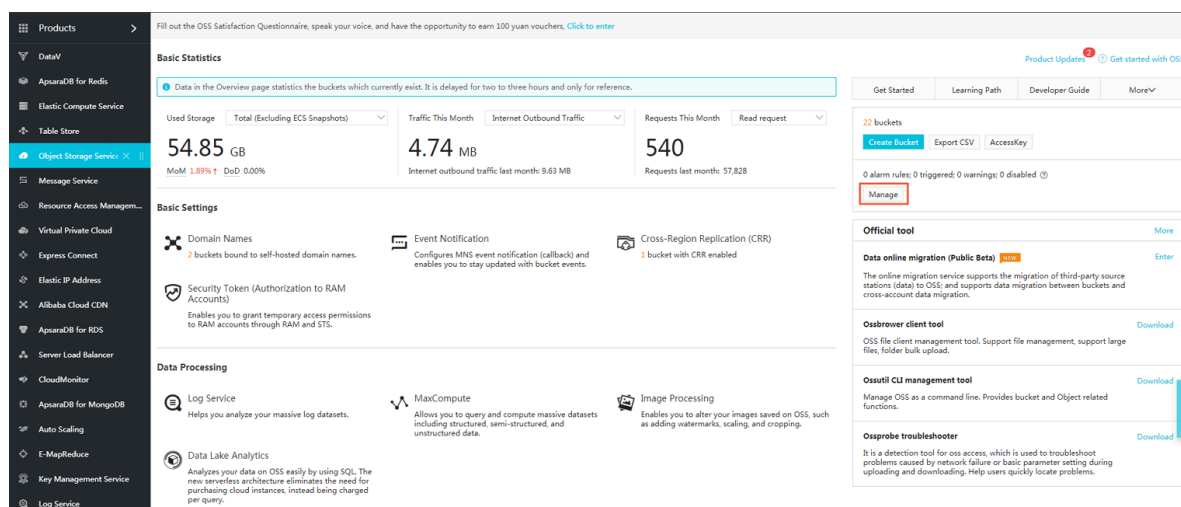 Products
DataV
ApsaraDB for Redis
Elastic Compute Service
Table Store
Object Storage Service
Message Service
Resource Access Managem...
Virtual Private Cloud
Express Connect
Elastic IP Address
Alibaba Cloud CDN
ApsaraDB for RDS
Server Load Balancer
CloudMonitor
ApsaraDB for MongoDB
Auto Scaling
E-MapReduce
Key Management Service
Log Service
Fill out the OSS Satisfaction Questionnaire, speak your voice, and have the opportunity to earn 100 yuan vouchers, Click to enter
Basic Statistics
Product Updates 2 Get started with OS
Data in the Overview page statistics the buckets which currently exist. It is delayed for two to three hours and only for reference.
Used Storage Total (Excluding ECS Snapshots)
54.85 GB
MoM 1.89% ↑ DoD 0.00%
Traffic This Month Internet Outbound Traffic
4.74 MB
Internet outbound traffic last month: 9.63 MB
Requests This Month Read request
540
Requests last month: 57,828
Basic Settings
Domain Names
2 buckets bound to self-hosted domain names.
Event Notification
Configures MNS event notification (callback) and
enables you to stay updated with bucket events.
Cross-Region Replication (CRR)
1 bucket with CRR enabled
Security Token (Authorization to RAM
Accounts)
Enables you to grant temporary access permissions
to RAM accounts through RAM and STS.
Data Processing
Log Service
Helps you analyze your massive log datasets.
MaxCompute
Allows you to query and compute massive datasets
including structured, semi-structured, and
unstructured data.
Image Processing
Enables you to alter your images saved on OSS, such
as adding watermarks, scaling, and cropping.
Data Lake Analytics
Analyzes your data on OSS easily by using SQL. The
new serverless architecture eliminates the need for
purchasing cloud instances, instead being charged
per query.
Get Started Learning Path Developer Guide More
22 buckets
Create Bucket Export CSV AccessKey
0 alarm rules; 0 triggered; 0 warnings; 0 disabled
Manage
Official tool More
Data online migration (Public Beta) NEW Enter
The online migration service supports the migration of third-party source
stations (data) to OSS; and supports data migration between buckets and
cross-account data migration.
Ossbrower client tool Download
OSS file client management tool. Support file management, support large
files, folder bulk upload.
Ossutil CLI management tool Download
Manage OSS as a command line. Provides bucket and Object related
functions.
Ossprobe troubleshooter Download
It is a detection tool for oss access, which is used to troubleshoot
problems caused by network failure or basic parameter setting during
uploading and downloading. Help users quickly locate problems.